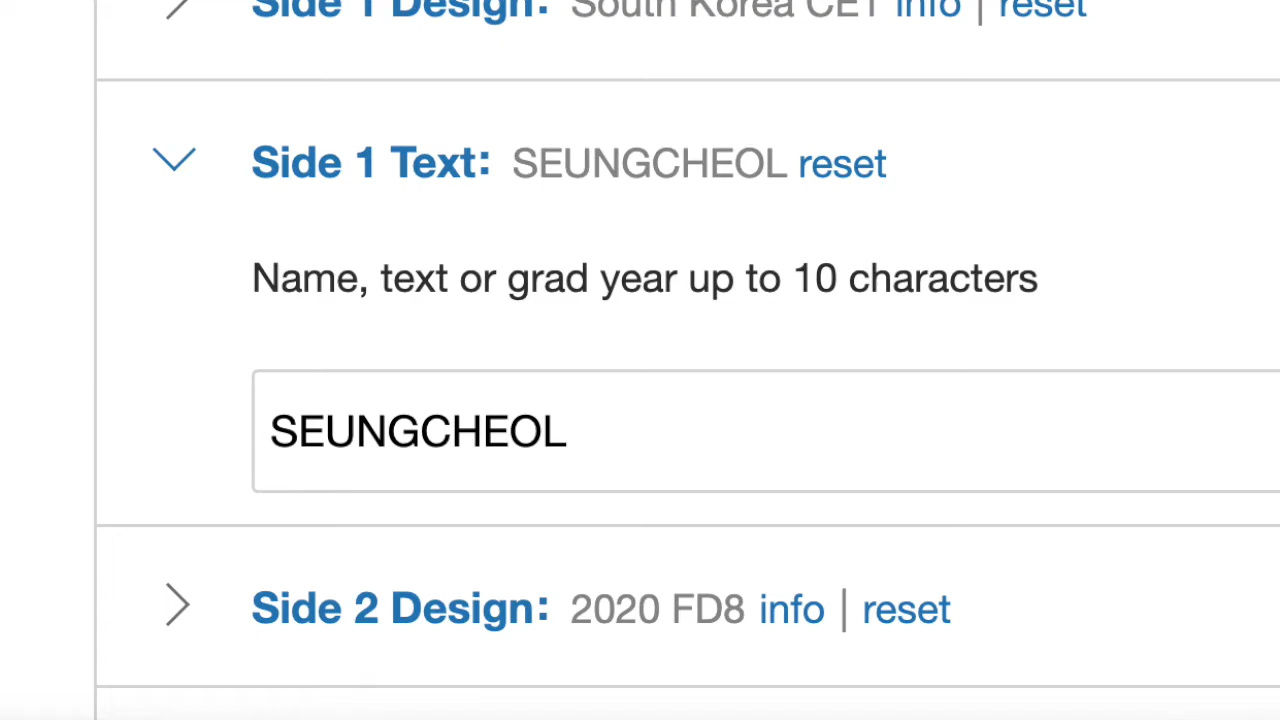 Side 1 Design: South Korea CET info | reset
Side 1 Text: SEUNGCHEOL reset
Name, text or grad year up to 10 characters
SEUNGCHEOL
Side 2 Design: 2020 FD8 info | reset